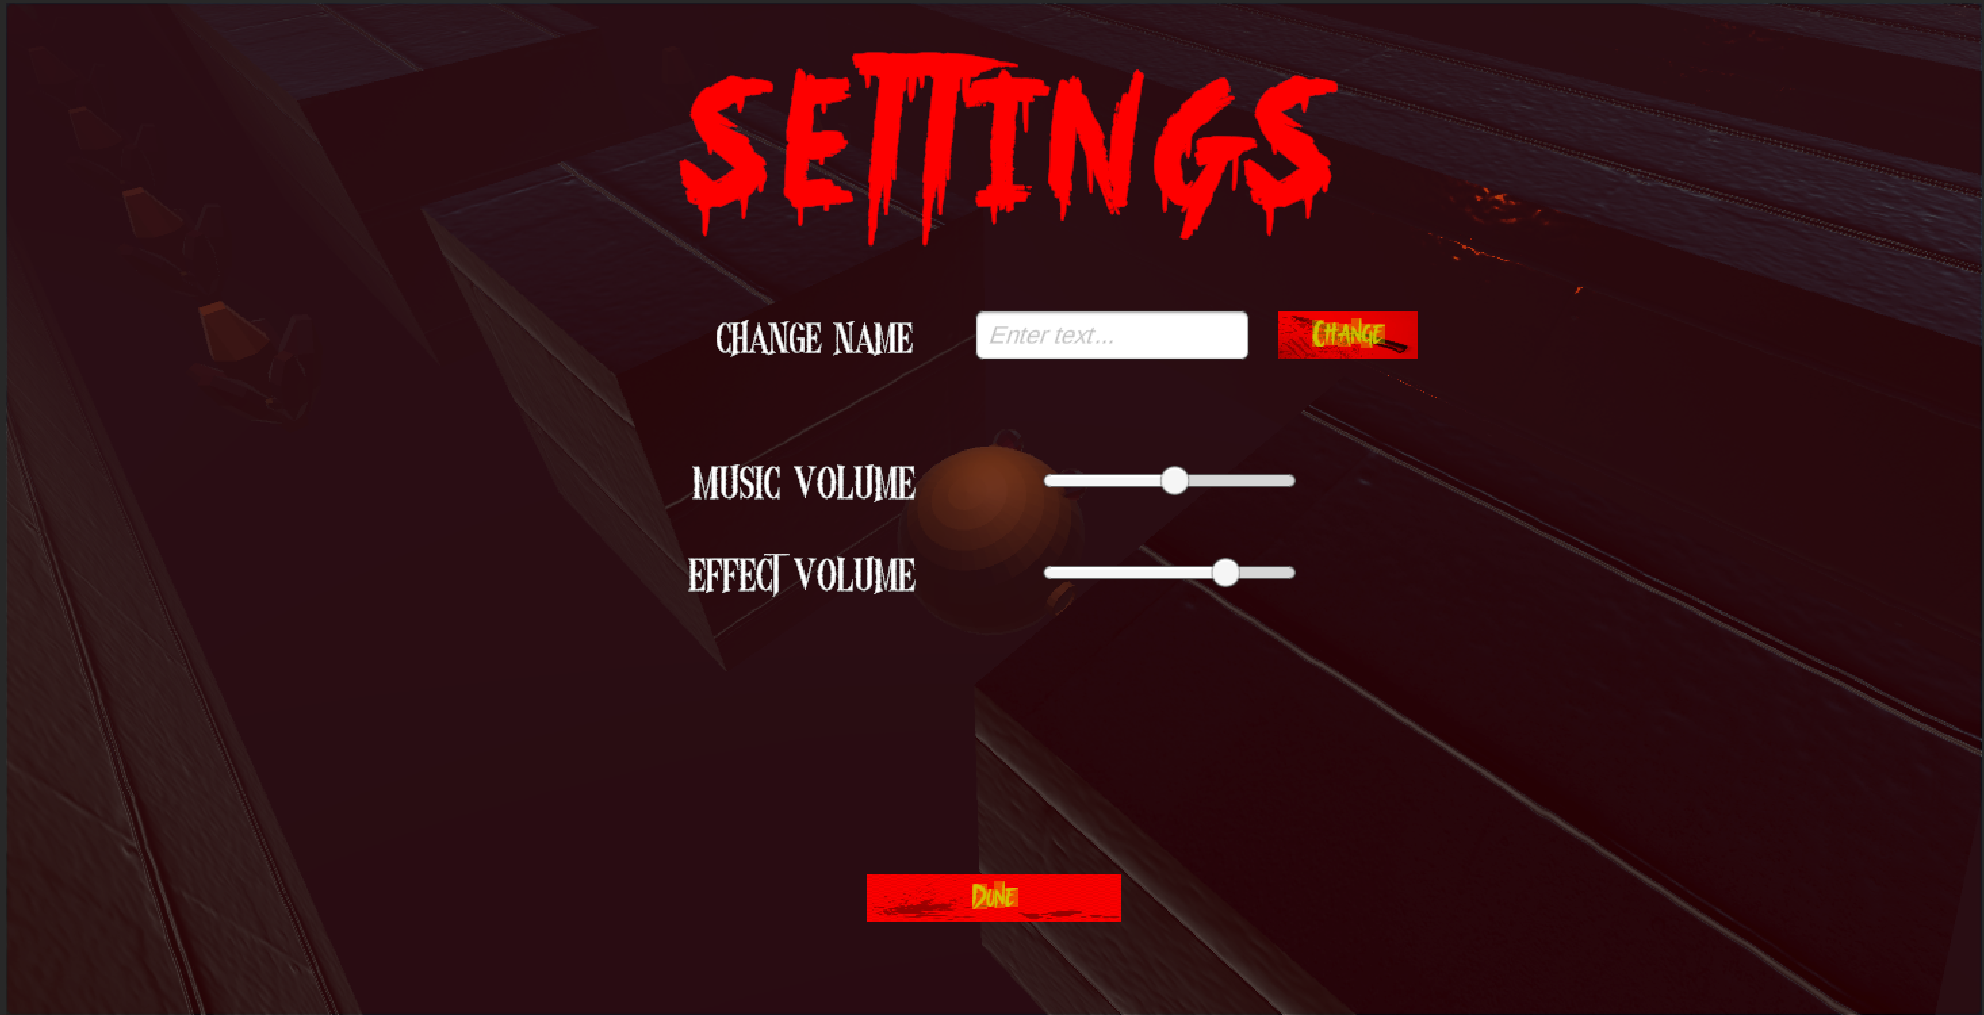 SETTINGS
CHANGE NAME Enter text... CHANGE
MUSIC VOLUME
EFFECT VOLUME
DONE